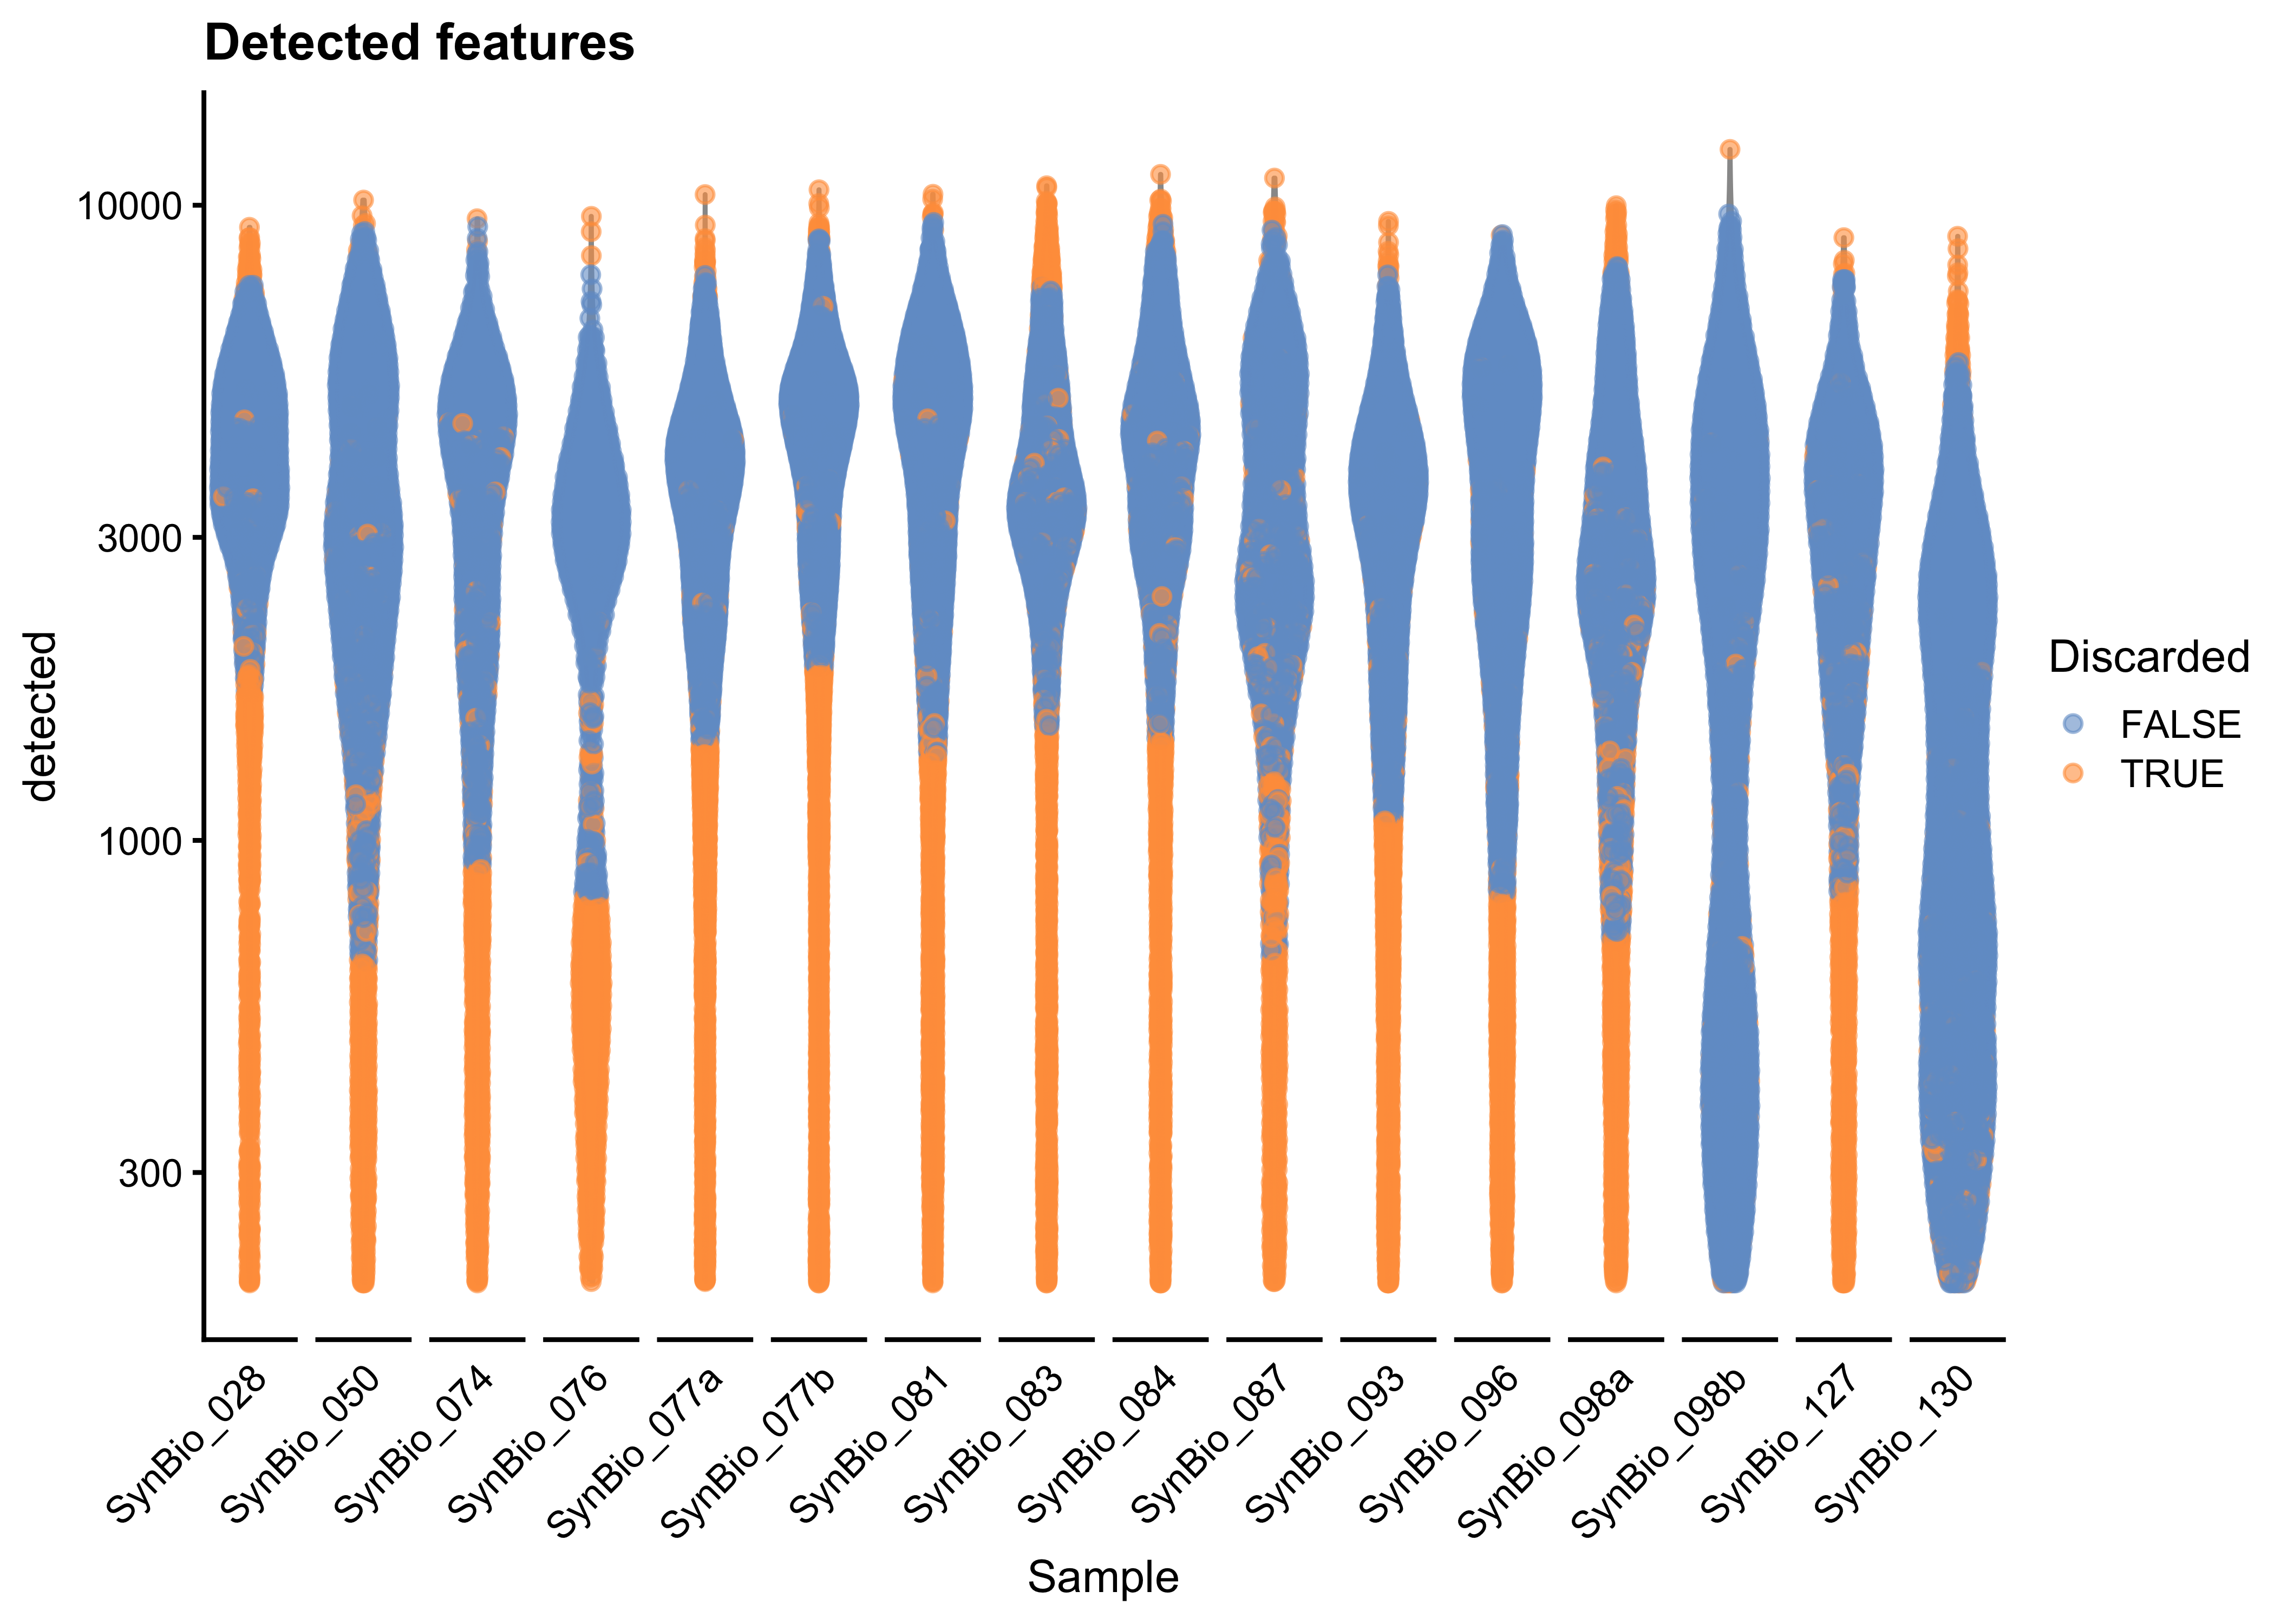 Detected features
10000
3000
1000
300
detected
SynBio_028
SynBio_050
SynBio_074
SynBio_076
SynBio_077a
SynBio_077b
SynBio_081
SynBio_083
SynBio_084
SynBio_087
SynBio_093
SynBio_096
SynBio_098a
SynBio_098b
SynBio_127
SynBio_130
Sample
Discarded
FALSE
TRUE